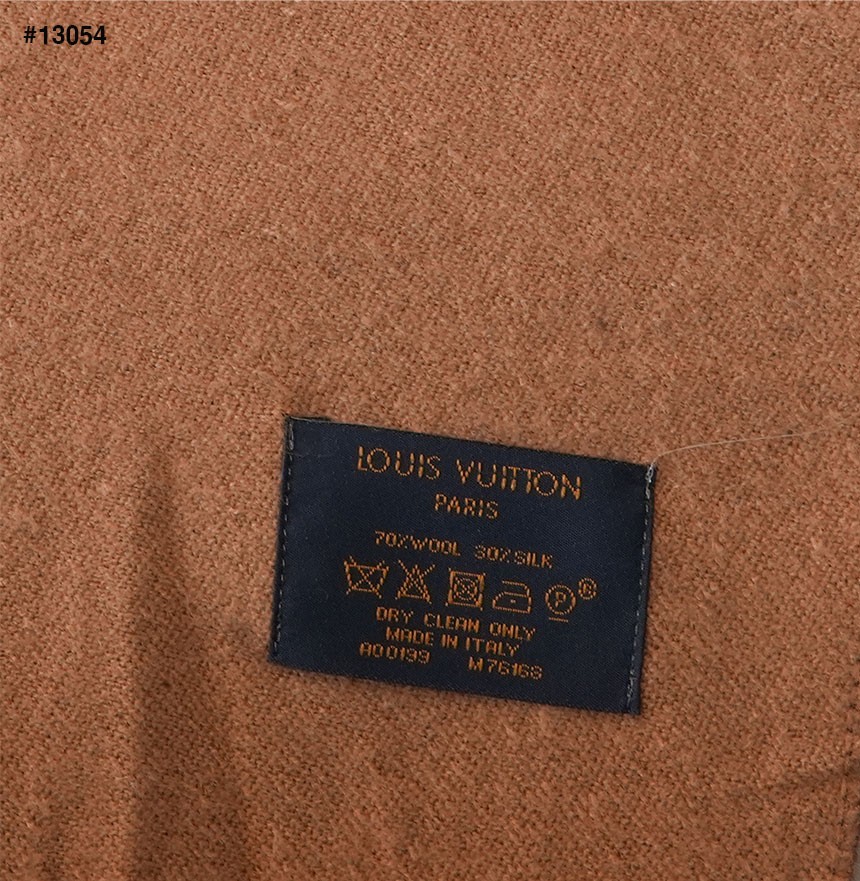 #13054
LOUIS VUITTON
PARIS
70%WOOL 30%SILK
P ®
DRY CLEAN ONLY
MADE IN ITALY
A00199 M76168